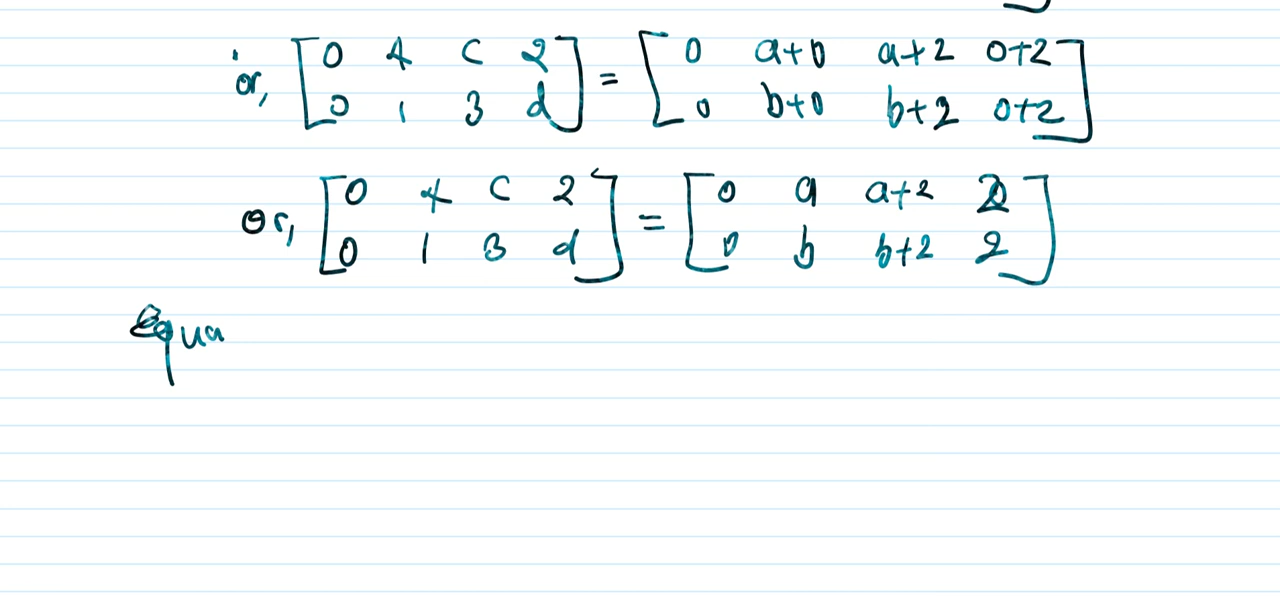 or, [0 4 c 2 = [0 a+0 a+2 0+2
0 1 3 d] 0 b+0 b+2 0+2]
or, [0 4 c 2 = [0 a a+2 2
0 1 3 d] 0 b b+2 2]
Equa